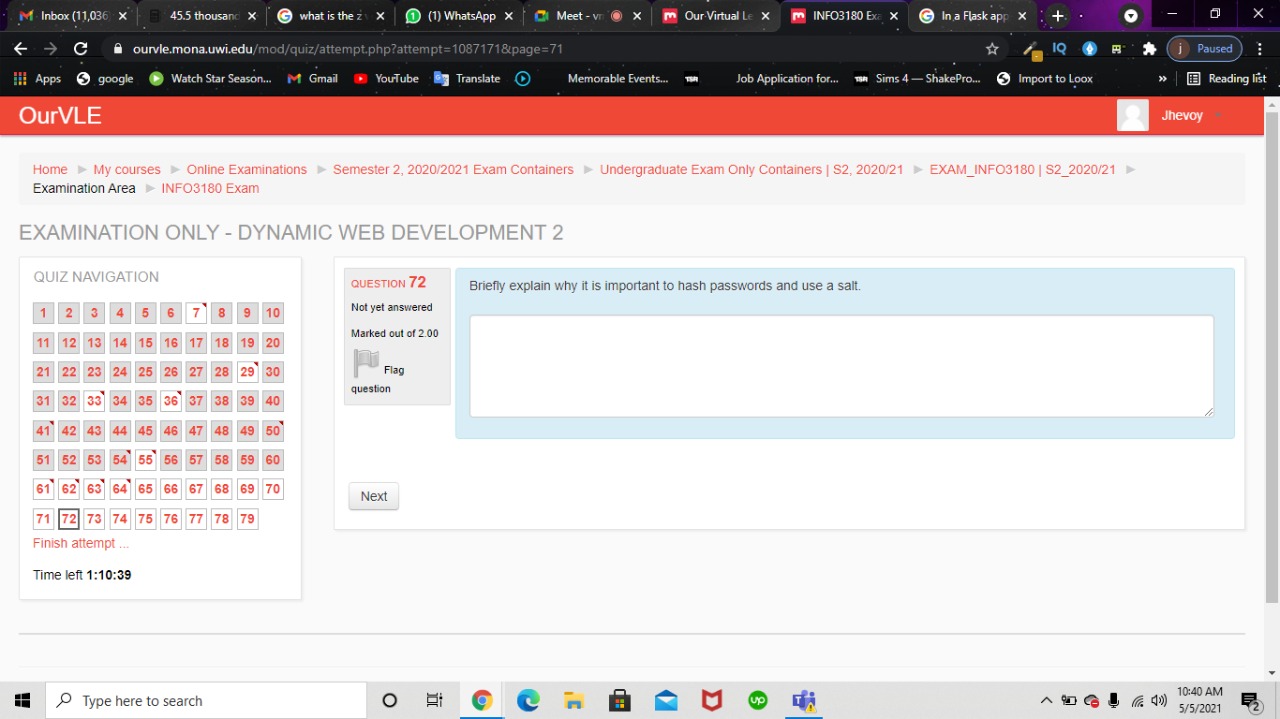 Inbox (11,036
45.5 thousand
what is the z v
(1) WhatsApp
Meet - vn
Our-Virtual Le
INFO3180 Exa
In a Flask app
ourvle.mona.uwi.edu/mod/quiz/attempt.php?attempt=1087171&page=71
IQ
j Paused
Apps google Watch Star Season... Gmail YouTube Translate Memorable Events... TSR Job Application for... TSR Sims 4 — ShakePro... Import to Loox » Reading list
OurVLE
Jhevoy
Home My courses Online Examinations Semester 2, 2020/2021 Exam Containers Undergraduate Exam Only Containers | S2, 2020/21 EXAM_INFO3180 | S2_2020/21
Examination Area INFO3180 Exam
EXAMINATION ONLY - DYNAMIC WEB DEVELOPMENT 2
QUIZ NAVIGATION
1 2 3 4 5 6 7 8 9 10
11 12 13 14 15 16 17 18 19 20
21 22 23 24 25 26 27 28 29 30
31 32 33 34 35 36 37 38 39 40
41 42 43 44 45 46 47 48 49 50
51 52 53 54 55 56 57 58 59 60
61 62 63 64 65 66 67 68 69 70
71 72 73 74 75 76 77 78 79
Finish attempt ...
Time left 1:10:39
QUESTION 72
Not yet answered
Marked out of 2.00
Flag
question
Briefly explain why it is important to hash passwords and use a salt.
Next
Type here to search
up
10:40 AM
5/5/2021
2